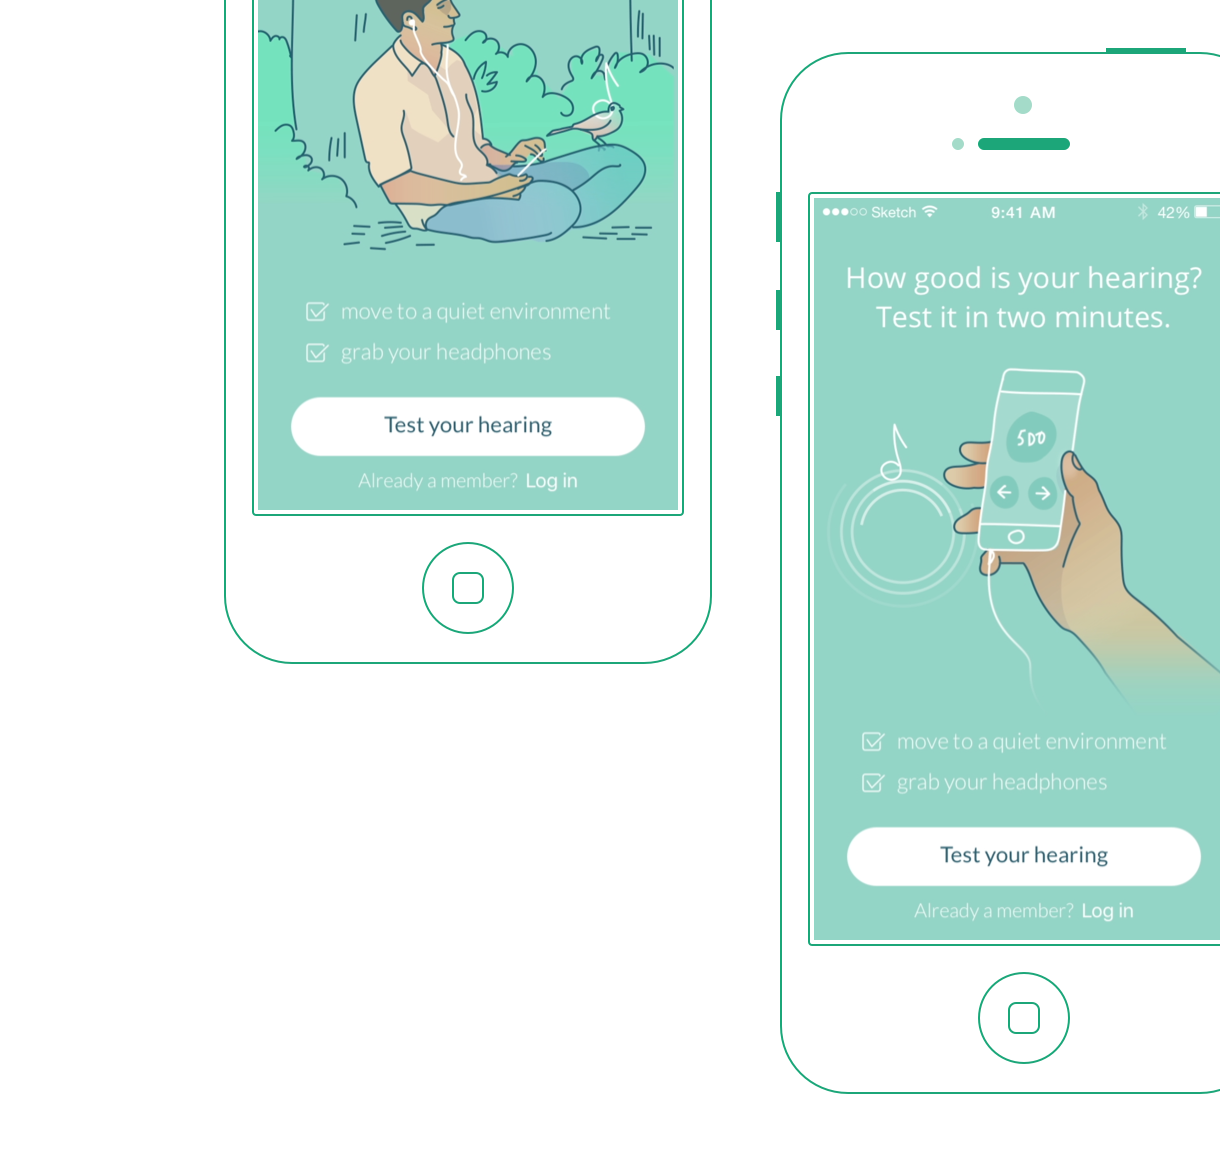 move to a quiet environment
grab your headphones
Test your hearing
Already a member? Log in
Sketch 9:41 AM 42%
How good is your hearing?
Test it in two minutes.
5DO
move to a quiet environment
grab your headphones
Test your hearing
Already a member? Log in